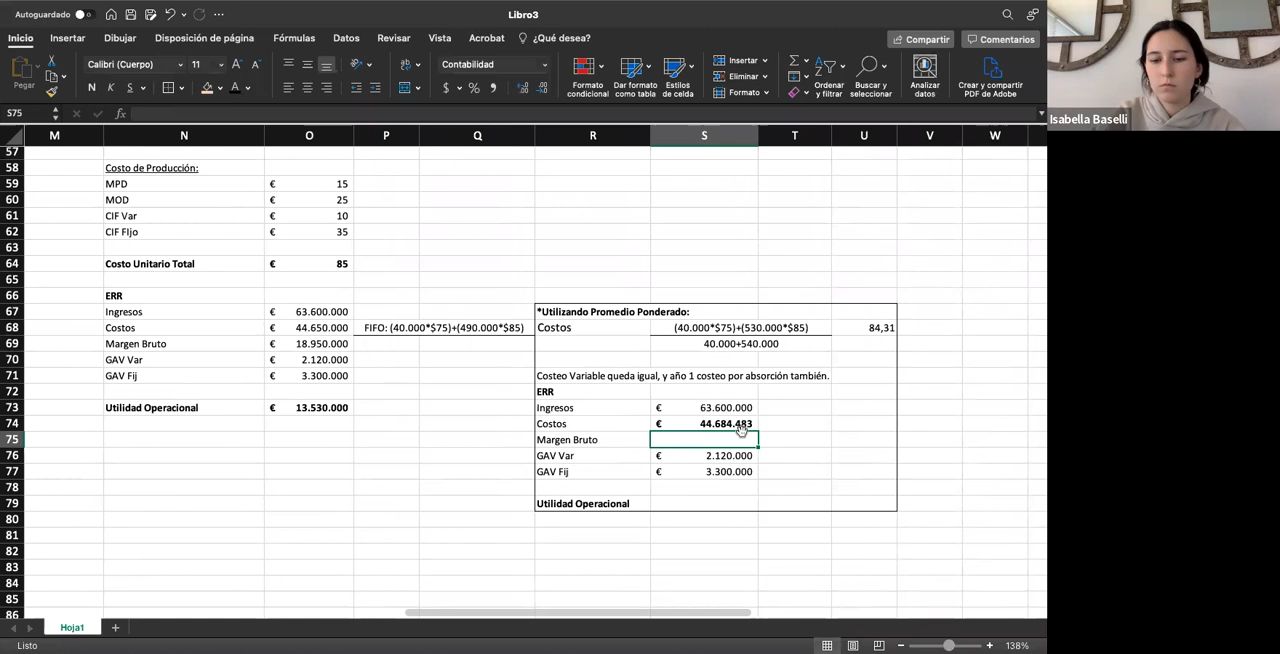 Autoguardado
Libro3
Inicio Insertar Dibujar Disposición de página Fórmulas Datos Revisar Vista Acrobat ¿Qué desea? Compartir Comentarios
Pegar
Calibri (Cuerpo) 11 A A
N K S A
Contabilidad
$ % 9
Formato condicional
Dar formato como tabla
Estilos de celda
Insertar
Eliminar
Formato
Ordenar y filtrar
Buscar y seleccionar
Analizar datos
Crear y compartir PDF de Adobe
Isabella Baselli
S75 fx
M N O P Q R S T U V W
57
58 Costo de Producción:
59 MPD € 15
60 MOD € 25
61 CIF Var € 10
62 CIF FIjo € 35
63
64 Costo Unitario Total € 85
65
66 ERR
67 Ingresos € 63.600.000 *Utilizando Promedio Ponderado:
68 Costos € 44.650.000 FIFO: (40.000*$75)+(490.000*$85) Costos (40.000*$75)+(530.000*$85) 84,31
69 Margen Bruto € 18.950.000 40.000+540.000
70 GAV Var € 2.120.000
71 GAV Fij € 3.300.000 Costeo Variable queda igual, y año 1 costeo por absorción también.
72 ERR
73 Utilidad Operacional € 13.530.000 Ingresos € 63.600.000
74 Costos € 44.684.483
75 Margen Bruto
76 GAV Var € 2.120.000
77 GAV Fij € 3.300.000
78
79 Utilidad Operacional
80
81
82
83
84
85
86
Hoja1 +
Listo
138%